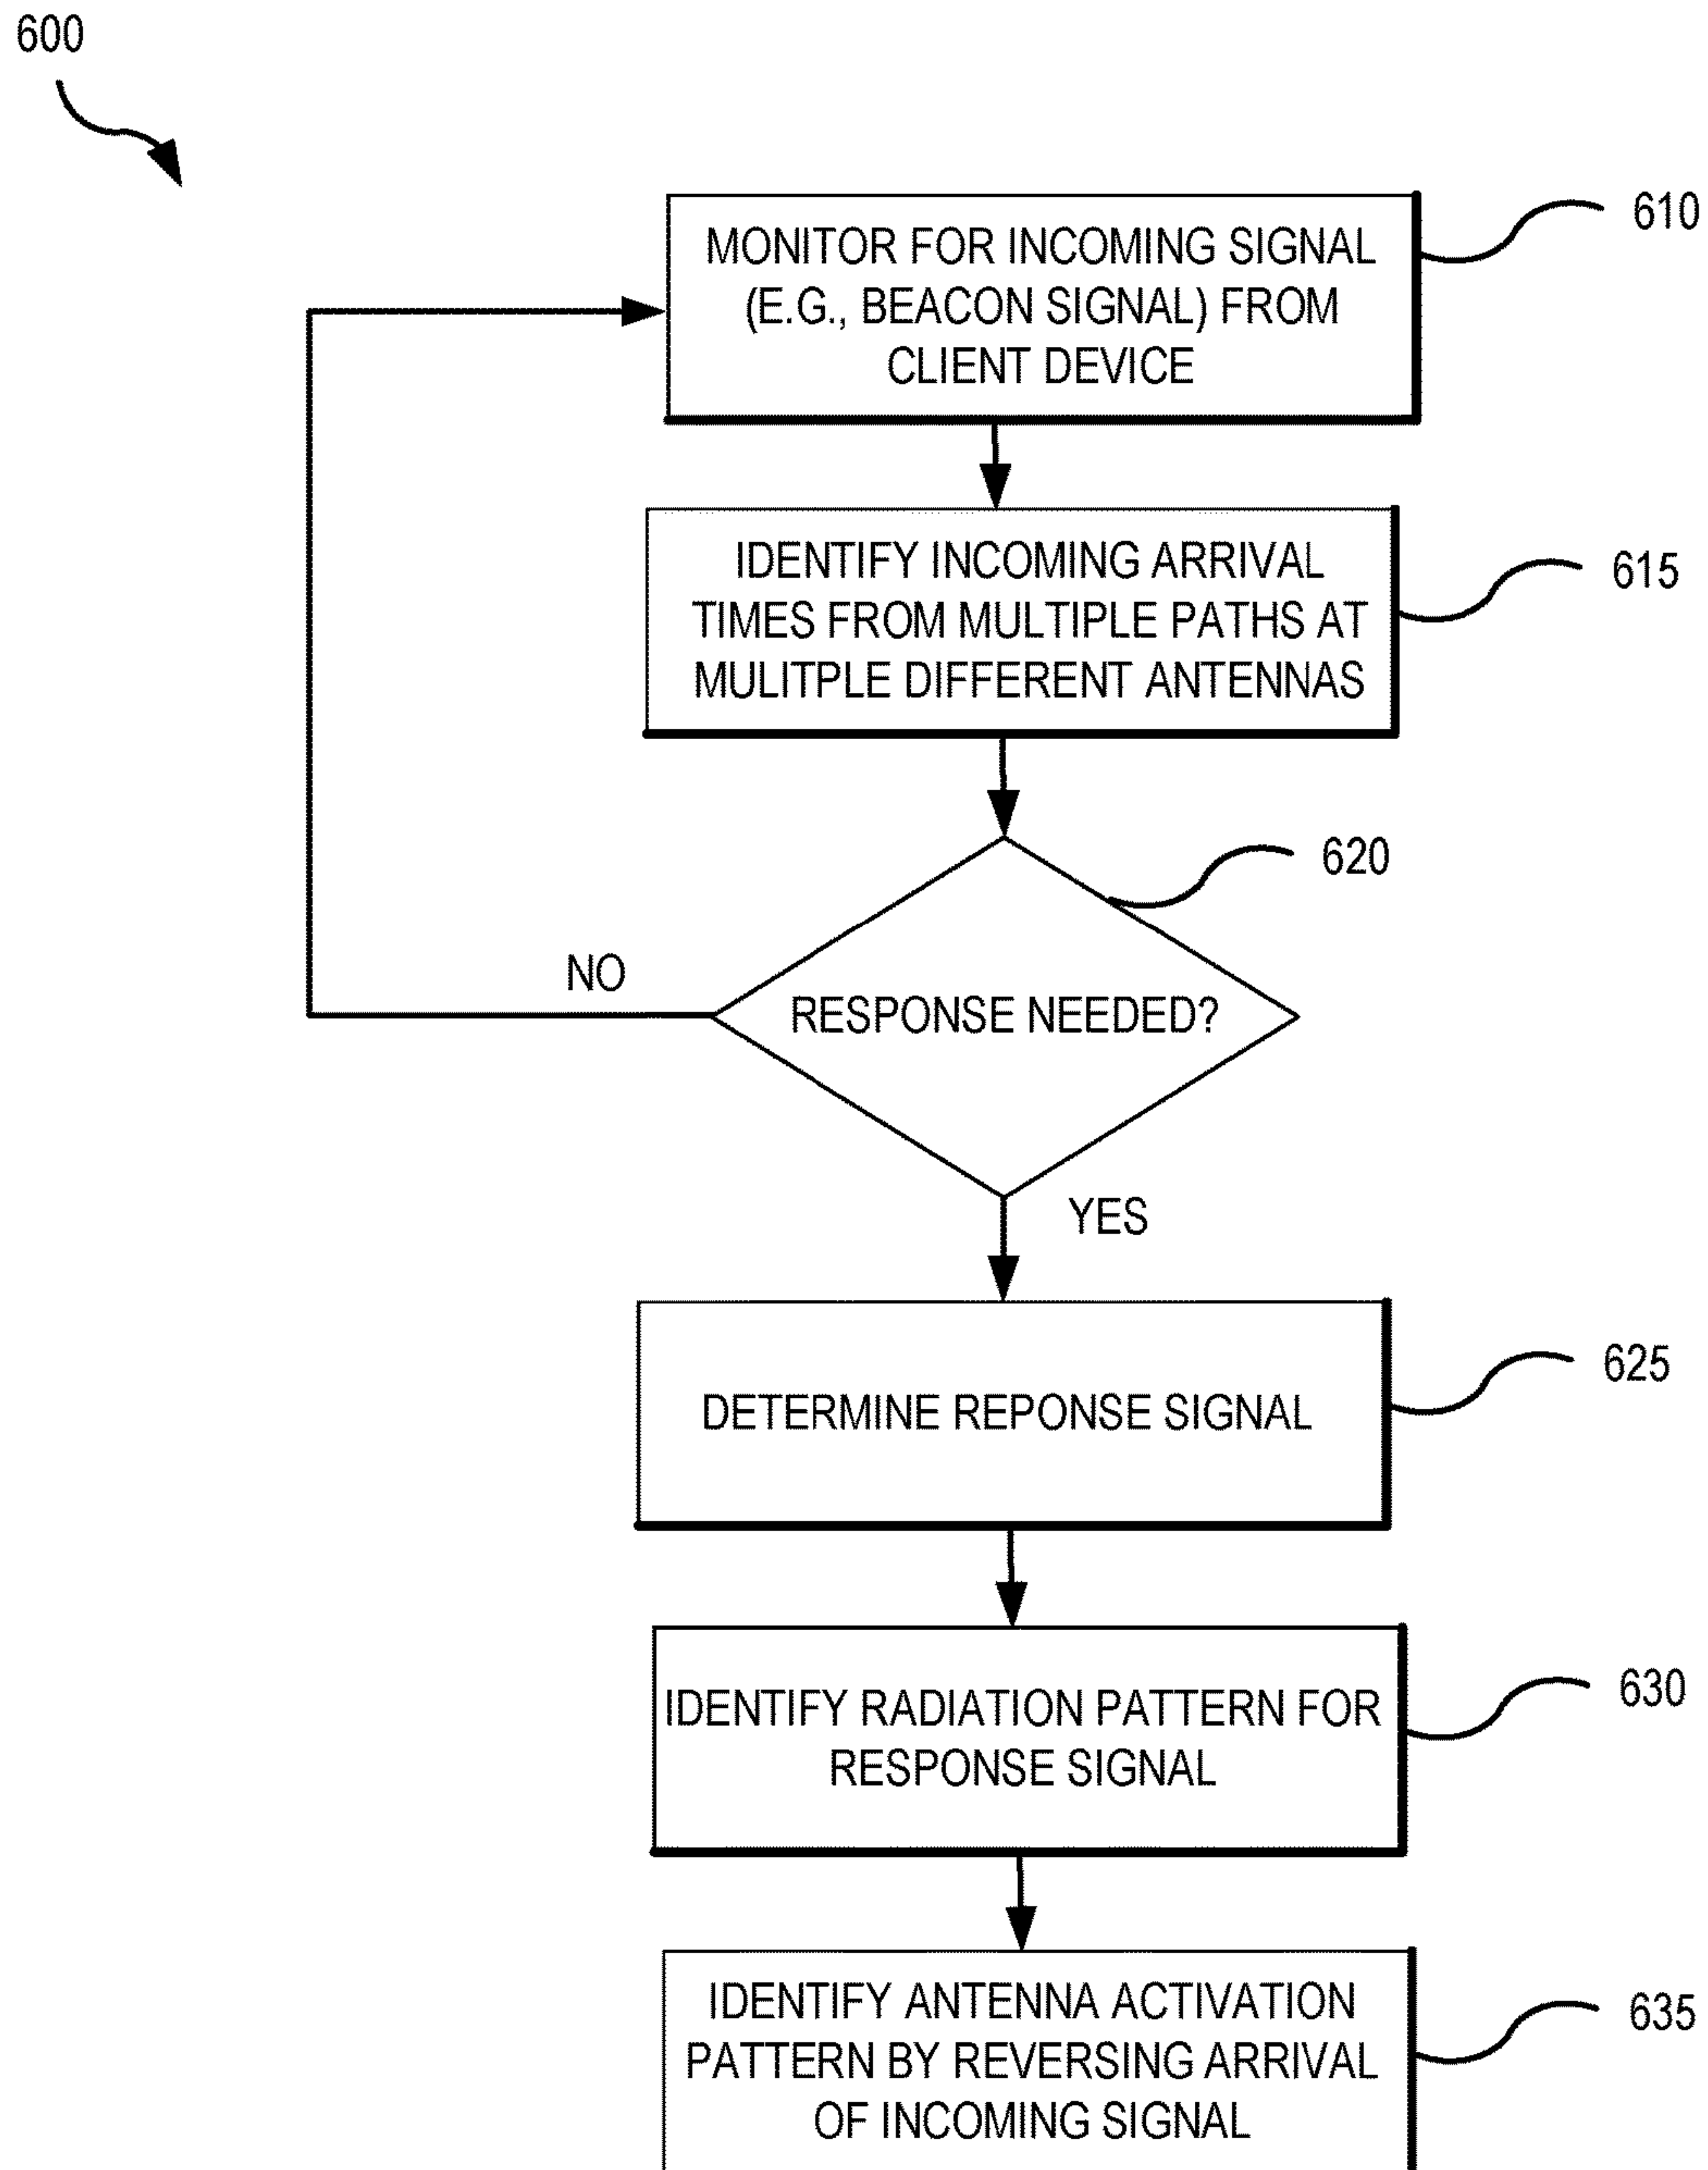 600
MONITOR FOR INCOMING SIGNAL
(E.G., BEACON SIGNAL) FROM
CLIENT DEVICE
610
IDENTIFY INCOMING ARRIVAL
TIMES FROM MULTIPLE PATHS AT
MULITPLE DIFFERENT ANTENNAS
615
620
NO
RESPONSE NEEDED?
YES
DETERMINE REPONSE SIGNAL
625
IDENTIFY RADIATION PATTERN FOR
RESPONSE SIGNAL
630
IDENTIFY ANTENNA ACTIVATION
PATTERN BY REVERSING ARRIVAL
OF INCOMING SIGNAL
635